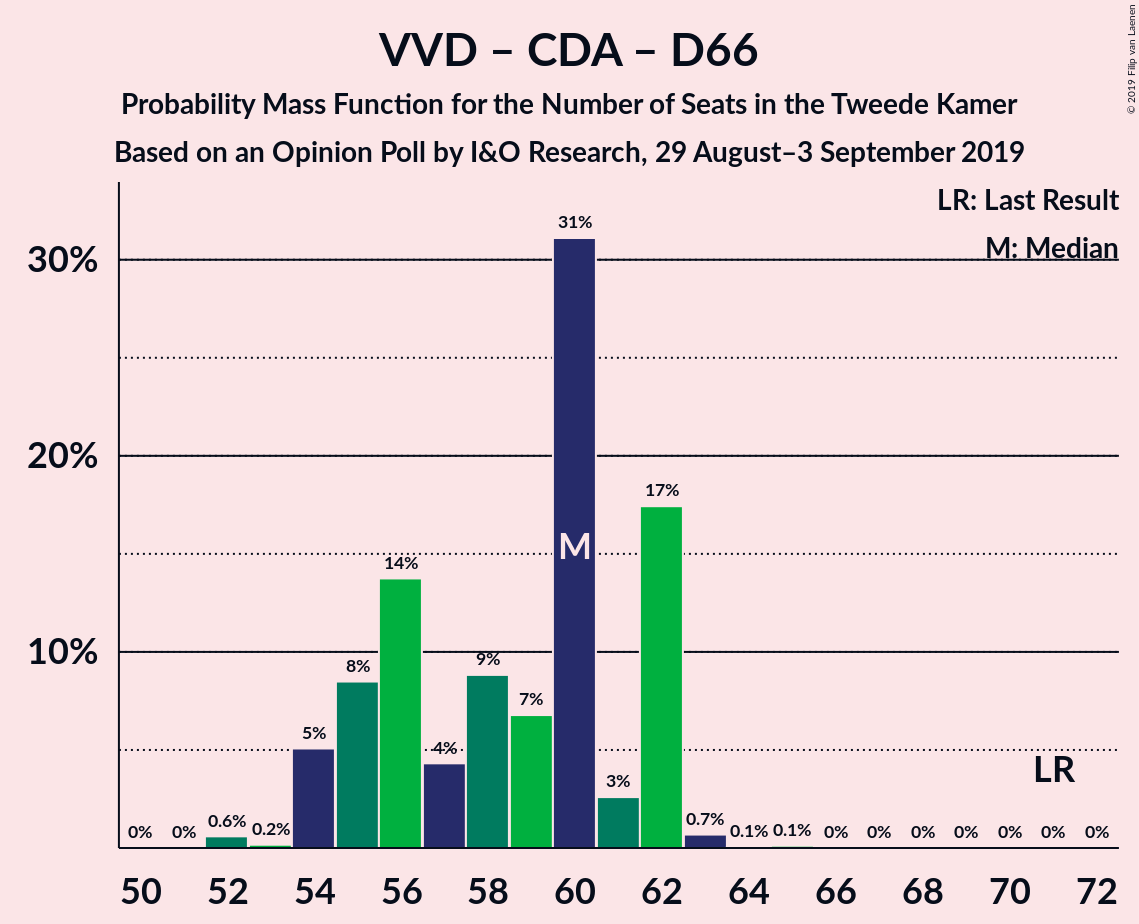 VVD – CDA – D66
Probability Mass Function for the Number of Seats in the Tweede Kamer
Based on an Opinion Poll by I&O Research, 29 August–3 September 2019
© 2019 Filip van Laenen
LR: Last Result
M: Median
30%
20%
10%
0% 0% 0.6% 0.2% 5% 8% 14% 4% 9% 7% 31% 3% 17% 0.7% 0.1% 0.1% 0% 0% 0% 0% 0% 0% 0%
M
LR
50 52 54 56 58 60 62 64 66 68 70 72